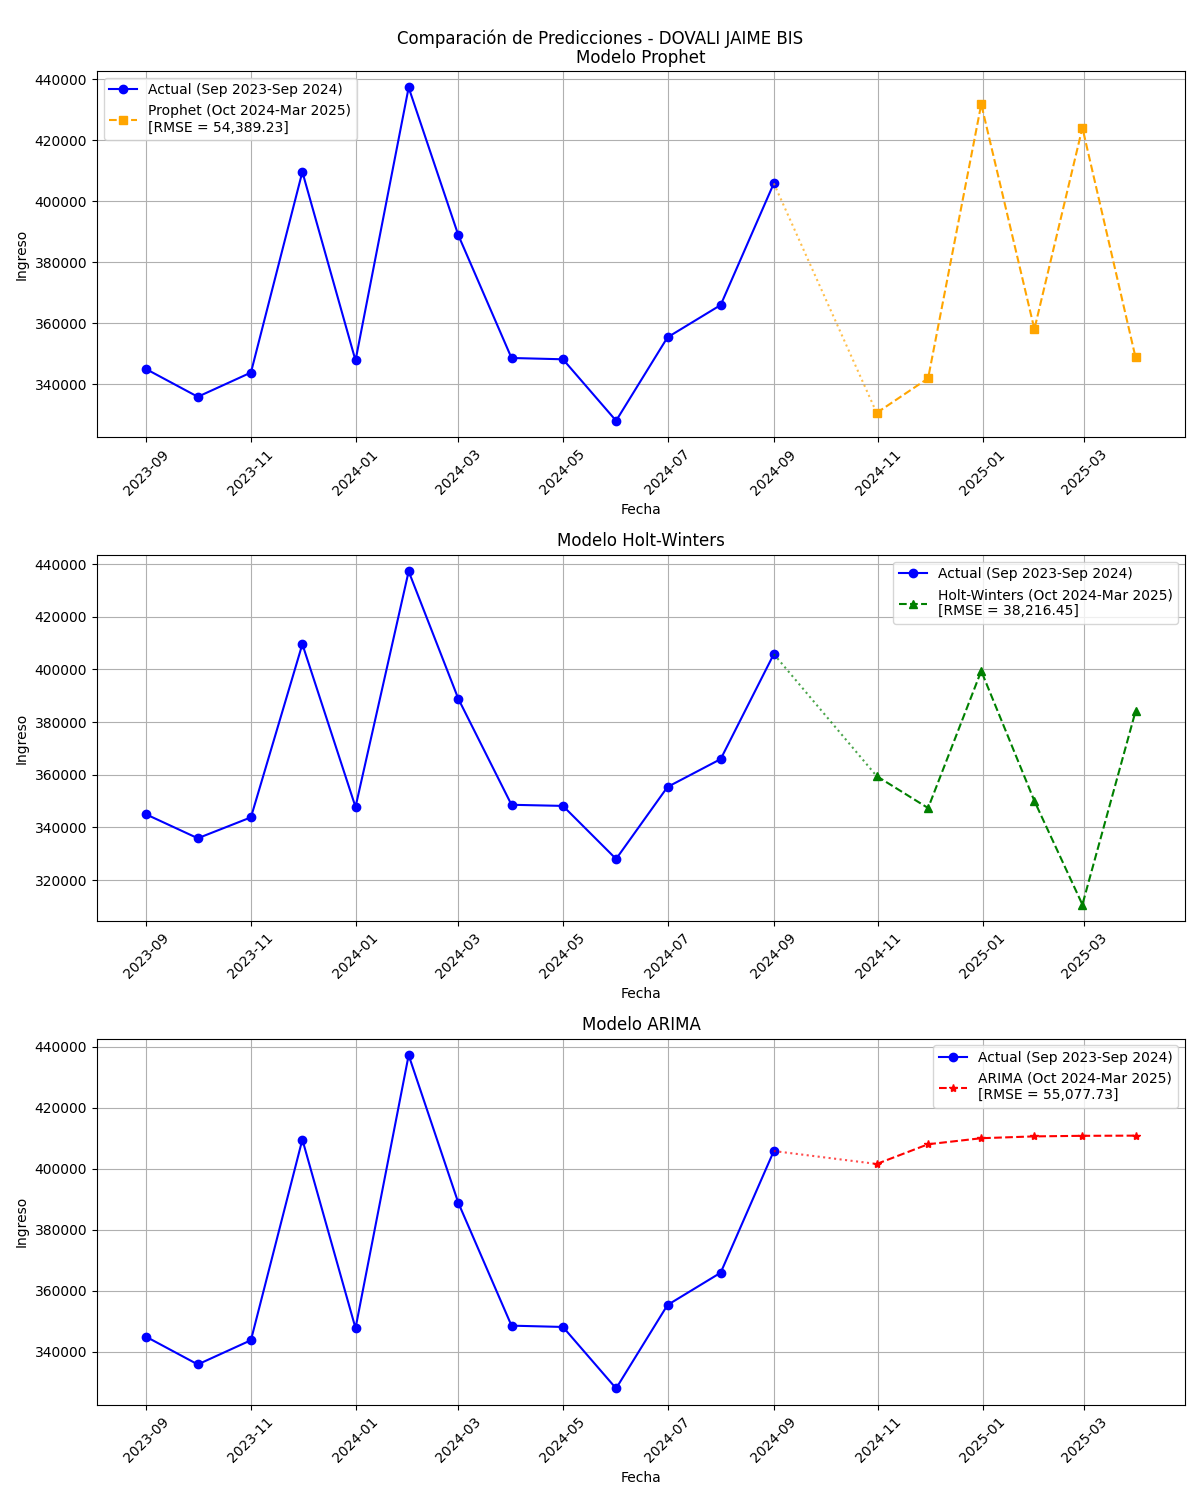 Comparación de Predicciones - DOVALI JAIME BIS
Modelo Prophet
440000
420000
400000
380000
360000
340000
Ingreso
Actual (Sep 2023-Sep 2024)
Prophet (Oct 2024-Mar 2025)
[RMSE = 54,389.23]
2023-09
2023-11
2024-01
2024-03
2024-05
2024-07
2024-09
2024-11
2025-01
2025-03
Fecha
Modelo Holt-Winters
440000
420000
400000
380000
360000
340000
320000
Ingreso
Actual (Sep 2023-Sep 2024)
Holt-Winters (Oct 2024-Mar 2025)
[RMSE = 38,216.45]
2023-09
2023-11
2024-01
2024-03
2024-05
2024-07
2024-09
2024-11
2025-01
2025-03
Fecha
Modelo ARIMA
440000
420000
400000
380000
360000
340000
Ingreso
Actual (Sep 2023-Sep 2024)
ARIMA (Oct 2024-Mar 2025)
[RMSE = 55,077.73]
2023-09
2023-11
2024-01
2024-03
2024-05
2024-07
2024-09
2024-11
2025-01
2025-03
Fecha